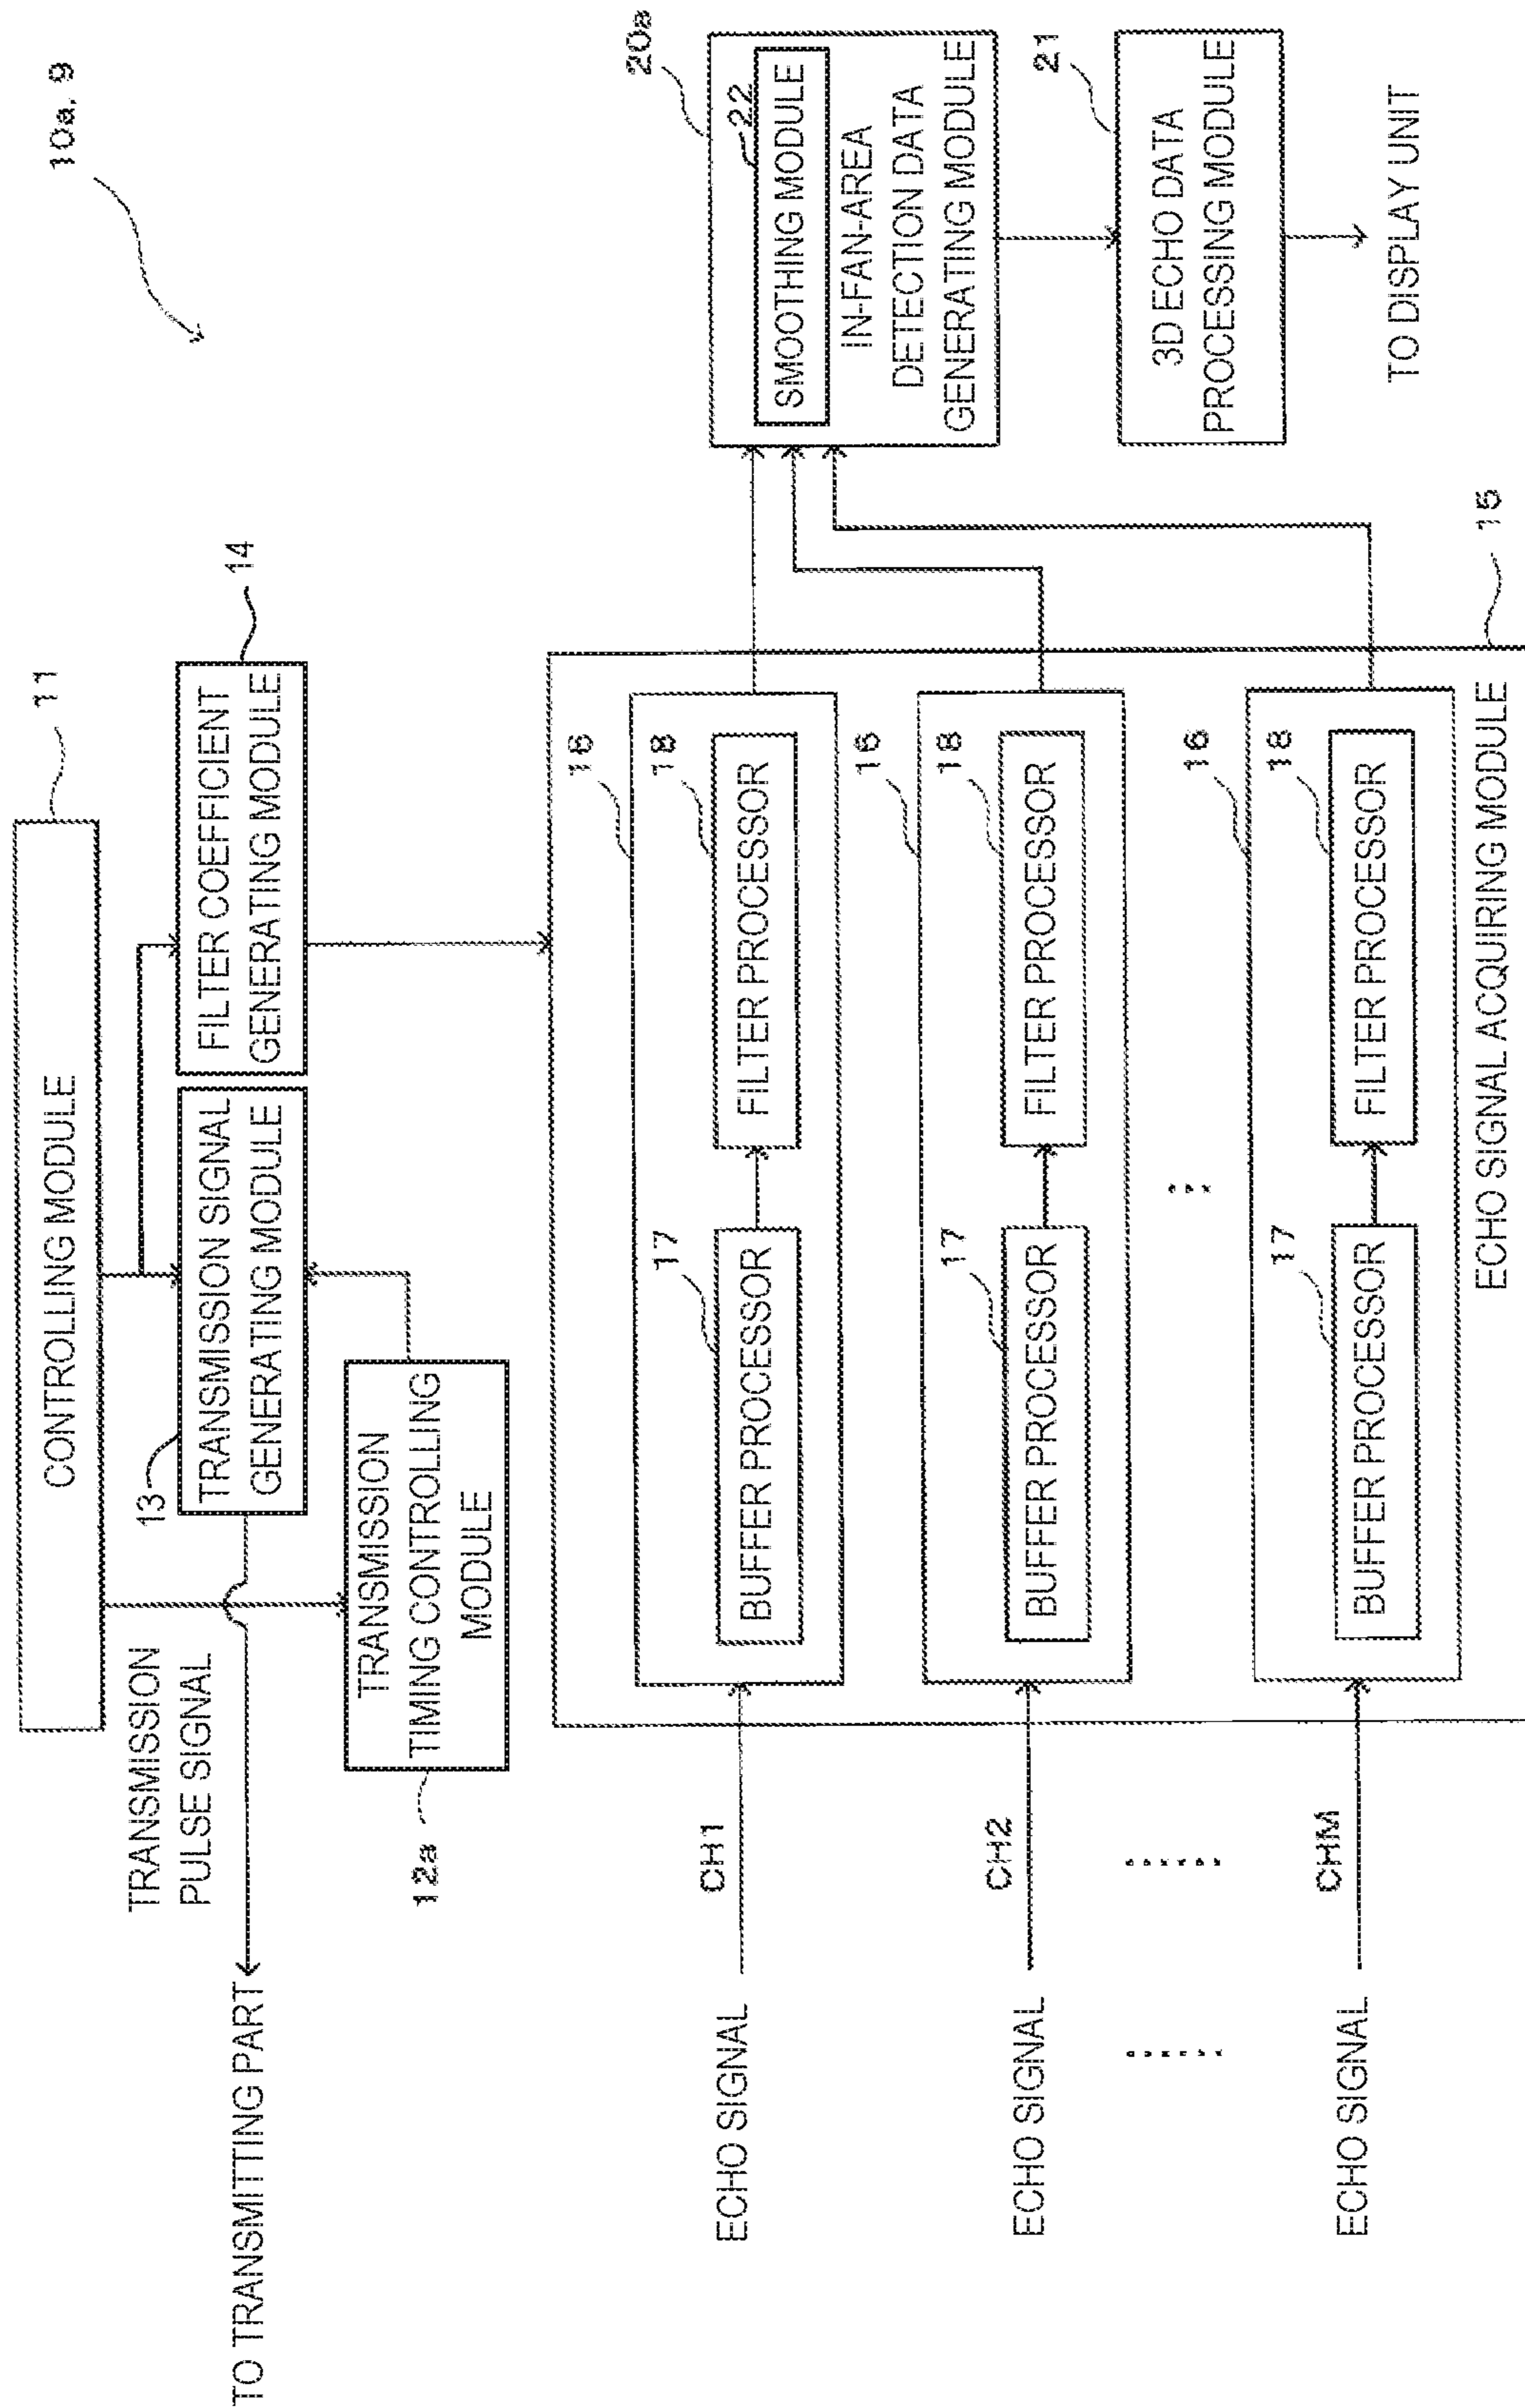 10a, 9
CONTROLLING MODULE
11
TRANSMISSION
PULSE SIGNAL
13
TRANSMISSION SIGNAL
GENERATING MODULE
FILTER COEFFICIENT
GENERATING MODULE
14
TO TRANSMITTING PART
TRANSMISSION
TIMING CONTROLLING
MODULE
12a
ECHO SIGNAL
CH1
16
17
BUFFER PROCESSOR
18
FILTER PROCESSOR
ECHO SIGNAL
CH2
16
17
BUFFER PROCESSOR
18
FILTER PROCESSOR
ECHO SIGNAL
CHM
16
17
BUFFER PROCESSOR
18
FILTER PROCESSOR
ECHO SIGNAL ACQUIRING MODULE
15
20a
22
SMOOTHING MODULE
IN-FAN-AREA
DETECTION DATA
GENERATING MODULE
21
3D ECHO DATA
PROCESSING MODULE
TO DISPLAY UNIT